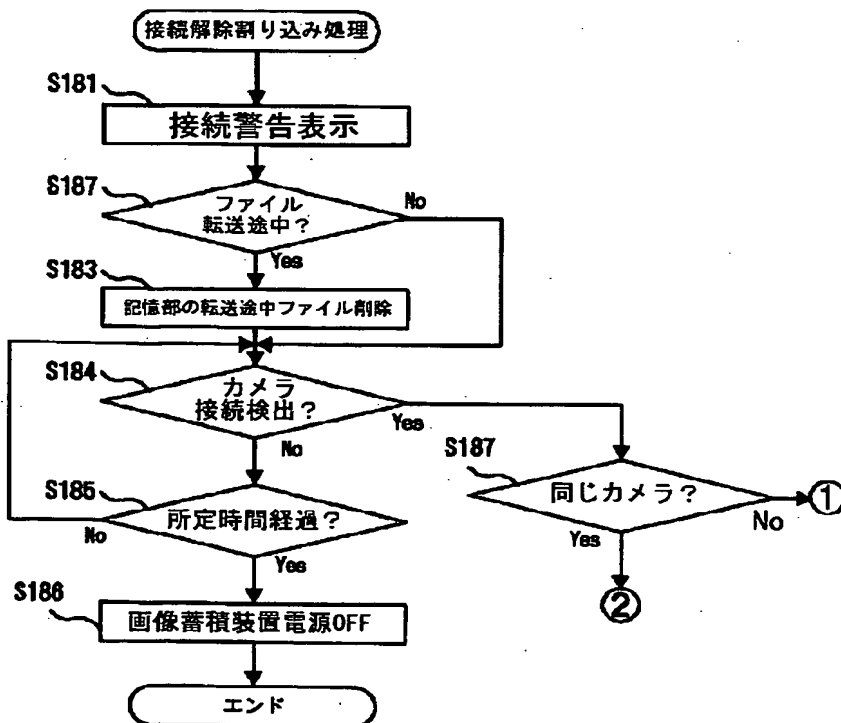 接続解除割り込み処理
S181
接続警告表示
S187
ファイル
転送途中?
No
Yes
S183
記憶部の転送途中ファイル削除
S184
カメラ
接続検出?
Yes
No
S187
同じカメラ?
No
①
Yes
②
S185
所定時間経過?
No
Yes
S186
画像蓄積装置電源OFF
エンド